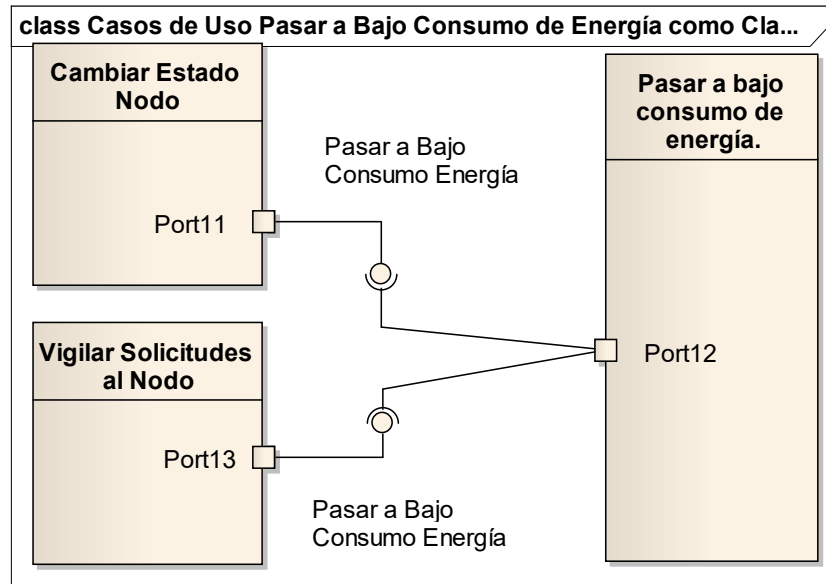 class Casos de Uso Pasar a Bajo Consumo de Energía como Cla...
Cambiar Estado
Nodo
Port11
Pasar a Bajo
Consumo Energía
Pasar a bajo
consumo de
energía.
Port12
Vigilar Solicitudes
al Nodo
Port13
Pasar a Bajo
Consumo Energía